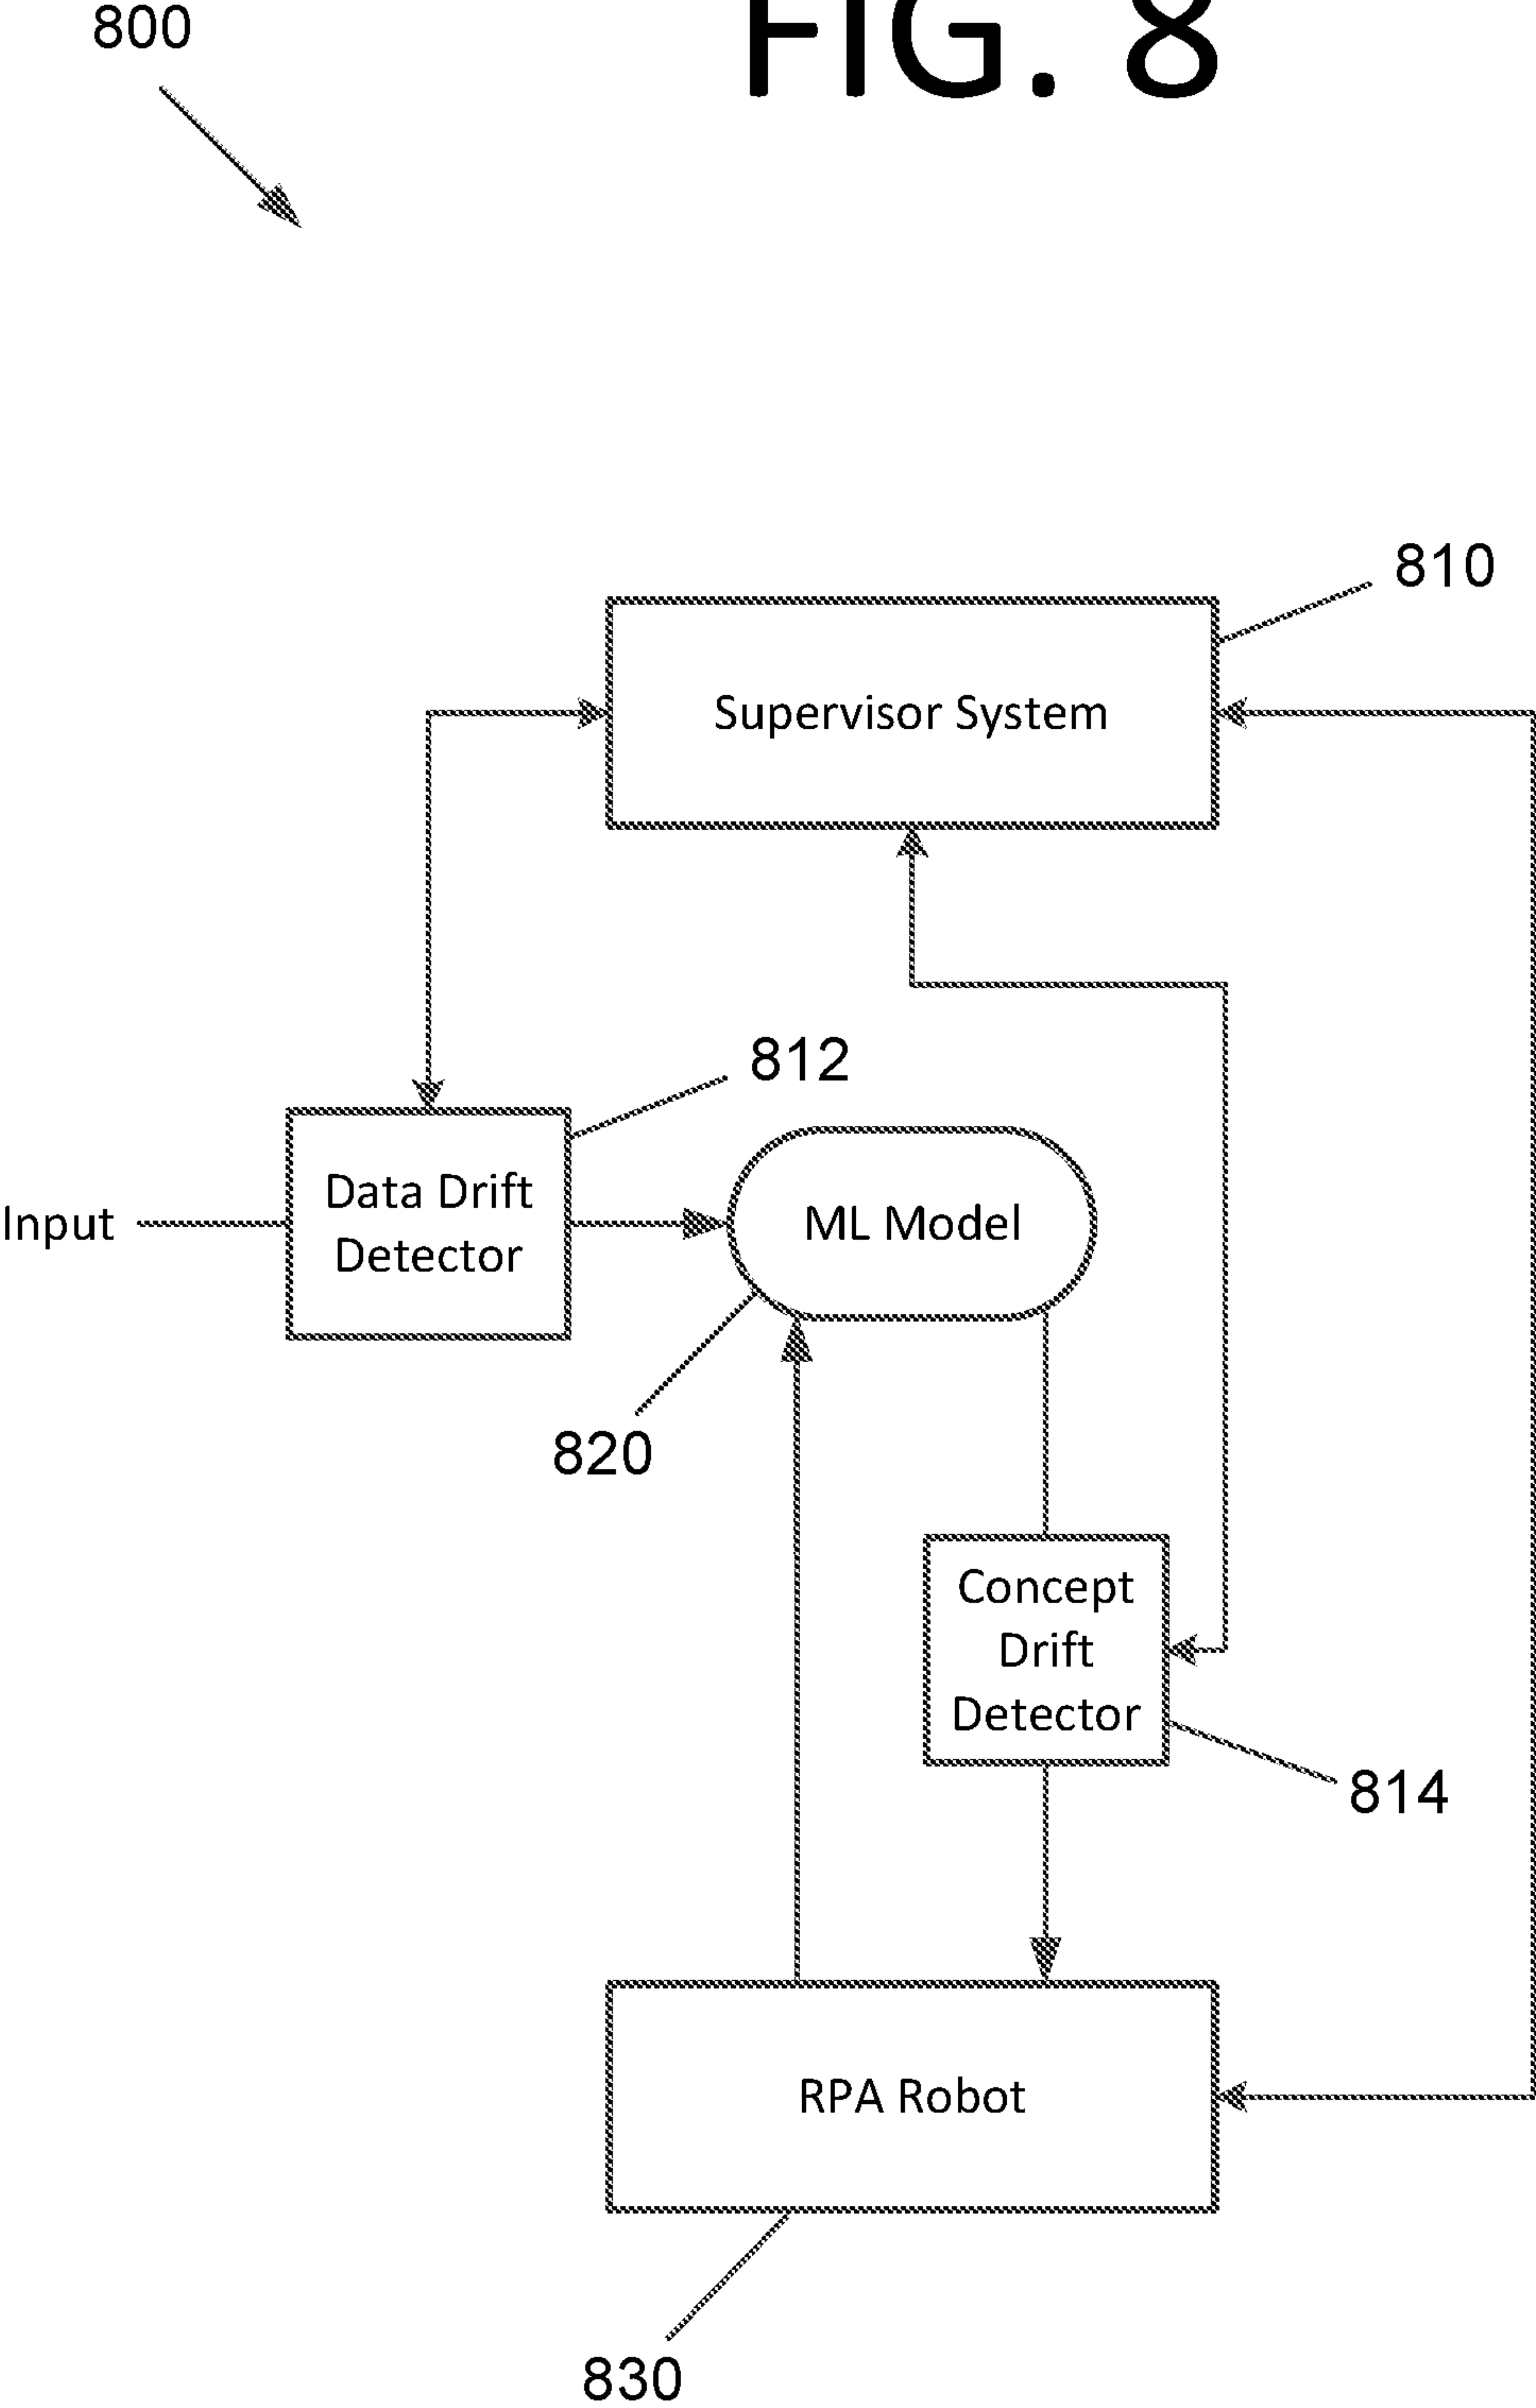 800
FIG. 8
810
Supervisor System
812
Data Drift
Detector
Input
ML Model
820
Concept
Drift
Detector
814
RPA Robot
830